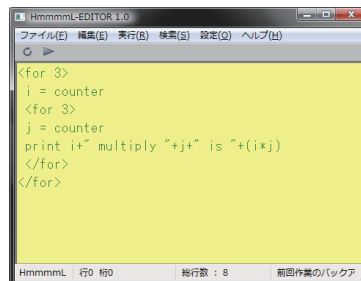 HmmmmL-EDITOR 1.0
ファイル(F) 編集(E) 実行(R) 検索(S) 設定(O) ヘルプ(H)
<for 3>
i = counter
<for 3>
j = counter
print i+" multiply "+j+" is "+(i*j)
</for>
</for>
HmmmmL 行0 桁0 総行数 : 8 前回作業のバックア